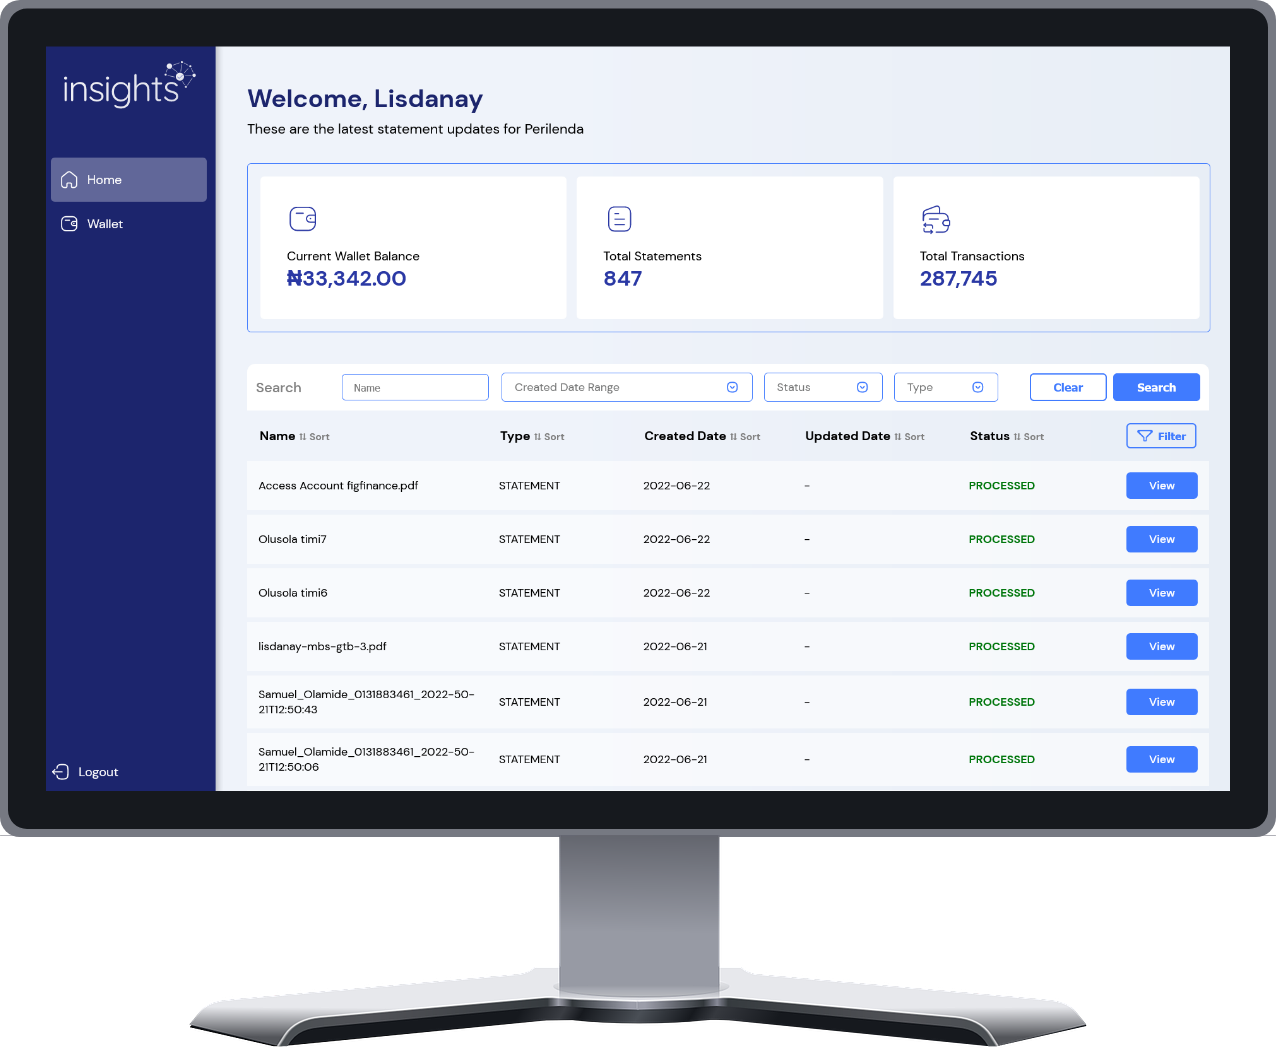 insights
Home
Wallet
Logout
Welcome, Lisdanay
These are the latest statement updates for Perilenda
Current Wallet Balance
₦33,342.00
Total Statements
847
Total Transactions
287,745
Search Name Created Date Range Status Type Clear Search
Name Sort Type Sort Created Date Sort Updated Date Sort Status Sort Filter
Access Account figfinance.pdf STATEMENT 2022-06-22 - PROCESSED View
Olusola timi7 STATEMENT 2022-06-22 - PROCESSED View
Olusola timi6 STATEMENT 2022-06-22 - PROCESSED View
lisdanay-mbs-gtb-3.pdf STATEMENT 2022-06-21 - PROCESSED View
Samuel_Olamide_0131883461_2022-50-
21T12:50:43 STATEMENT 2022-06-21 - PROCESSED View
Samuel_Olamide_0131883461_2022-50-
21T12:50:06 STATEMENT 2022-06-21 - PROCESSED View